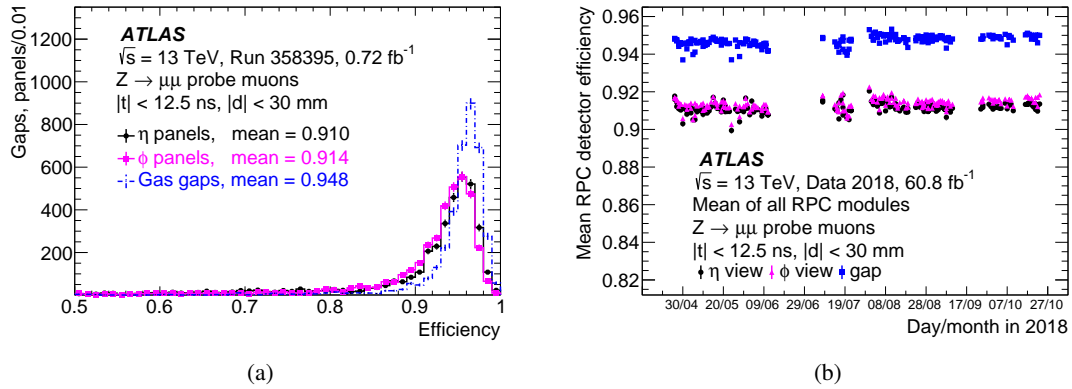 Gaps, panels/0.01
1200
1000
800
600
400
200
0.5 0.6 0.7 0.8 0.9 1
Efficiency
ATLAS
√s = 13 TeV, Run 358395, 0.72 fb⁻¹
Z → μμ probe muons
|t| < 12.5 ns, |d| < 30 mm
η panels, mean = 0.910
ϕ panels, mean = 0.914
Gas gaps, mean = 0.948
(a)
Mean RPC detector efficiency
0.96
0.94
0.92
0.9
0.88
0.86
0.84
0.82
30/04 20/05 09/06 29/06 19/07 08/08 28/08 17/09 07/10 27/10
Day/month in 2018
ATLAS
√s = 13 TeV, Data 2018, 60.8 fb⁻¹
Mean of all RPC modules
Z → μμ probe muons
|t| < 12.5 ns, |d| < 30 mm
η view ϕ view gap
(b)